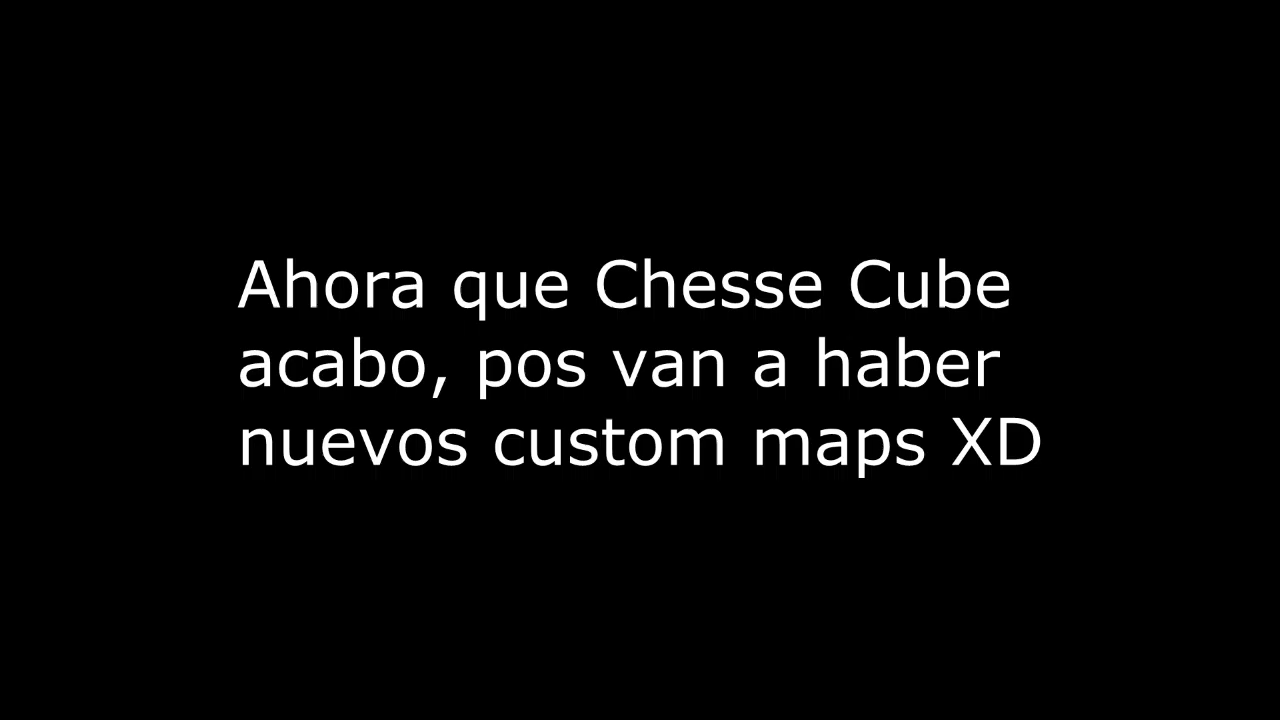 Ahora que Chesse Cube
acabo, pos van a haber
nuevos custom maps XD